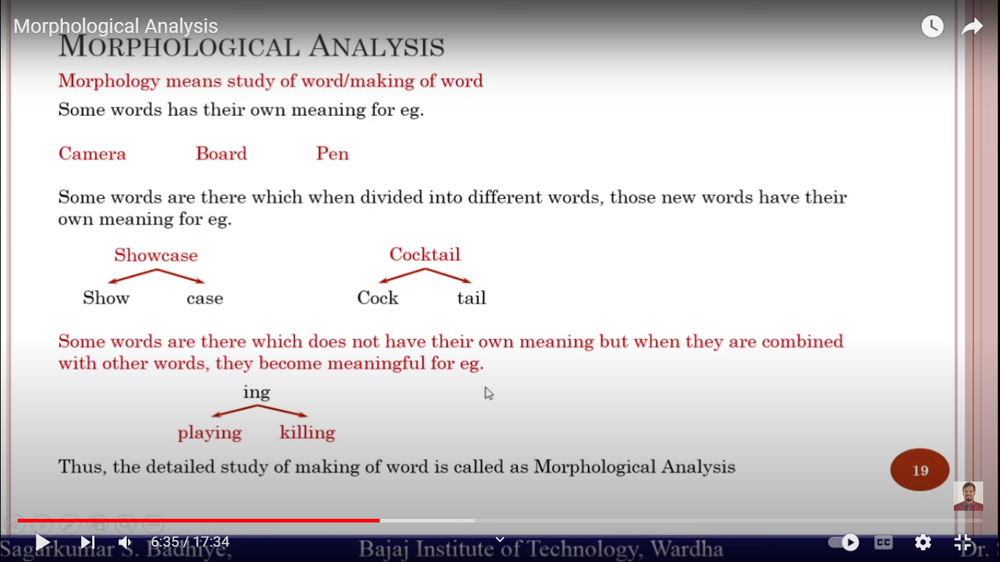 Morphological Analysis
MORPHOLOGICAL ANALYSIS
Morphology means study of word/making of word
Some words has their own meaning for eg.
Camera Board Pen
Some words are there which when divided into different words, those new words have their
own meaning for eg.
Showcase Cocktail
Show case Cock tail
Some words are there which does not have their own meaning but when they are combined
with other words, they become meaningful for eg.
ing
playing killing
Thus, the detailed study of making of word is called as Morphological Analysis
19
6:35 / 17:34
CC
Sagarkumar S. Badhiye, Bajaj Institute of Technology, Wardha Dr.